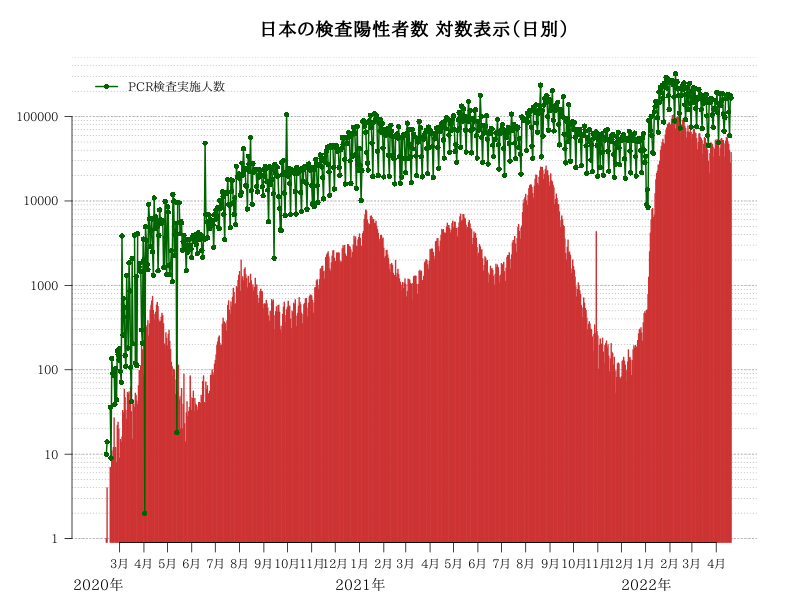 日本の検査陽性者数 対数表示（日別）
PCR検査実施人数
100000
10000
1000
100
10
1
3月 4月 5月 6月 7月 8月 9月 10月 11月 12月 1月 2月 3月 4月 5月 6月 7月 8月 9月 10月 11月 12月 1月 2月 3月 4月
2020年 2021年 2022年